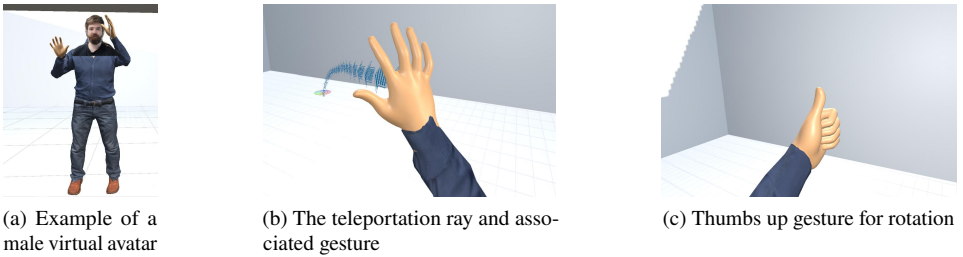 (a) Example of a
male virtual avatar
(b) The teleportation ray and asso-
ciated gesture
(c) Thumbs up gesture for rotation